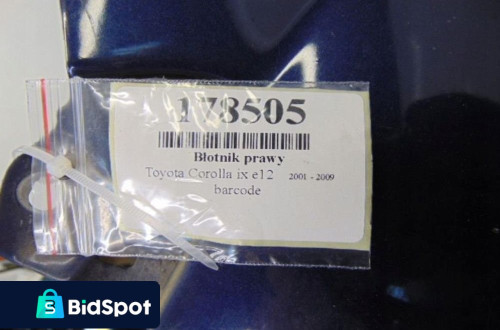 178505
Błotnik prawy
Toyota Corolla ix e12 2001 - 2009
barcode
S
BidSpot